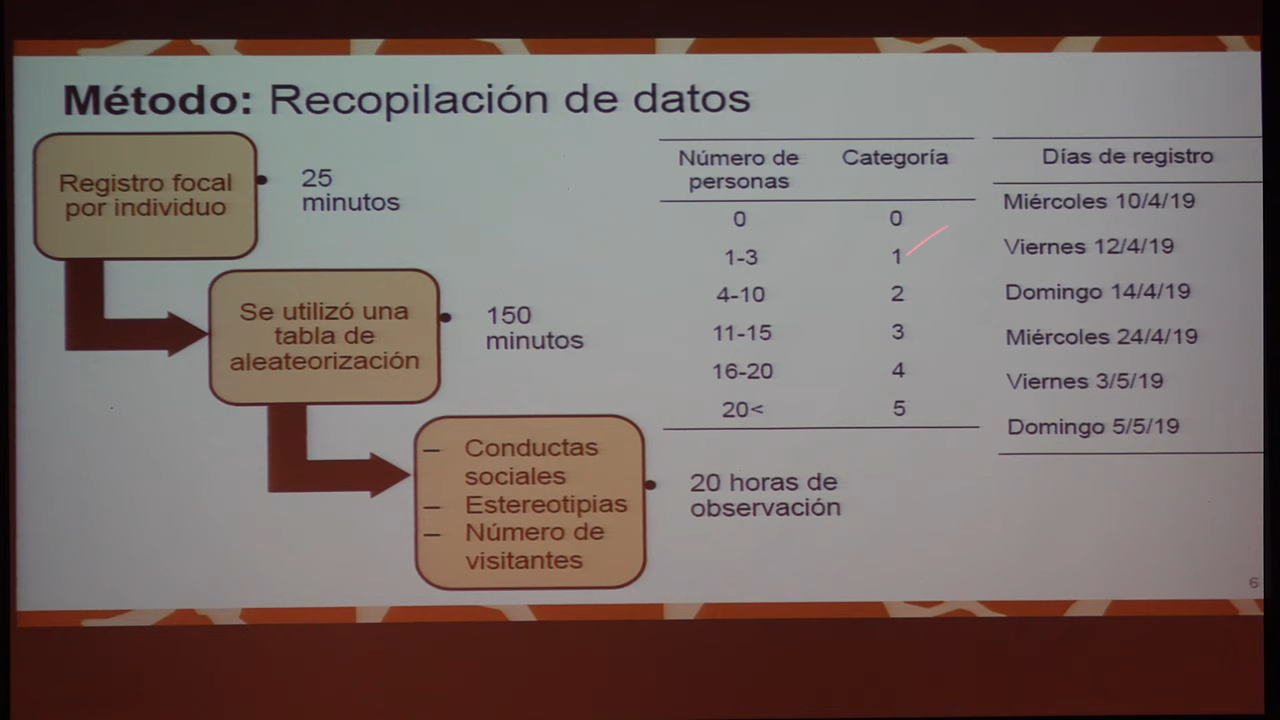 Método: Recopilación de datos
Registro focal
por individuo
• 25
minutos
Se utilizó una
tabla de
aleateorización
• 150
minutos
– Conductas
sociales
– Estereotipias
– Número de
visitantes
• 20 horas de
observación
Número de personas Categoría
0 0
1-3 1
4-10 2
11-15 3
16-20 4
20< 5
Días de registro
Miércoles 10/4/19
Viernes 12/4/19
Domingo 14/4/19
Miércoles 24/4/19
Viernes 3/5/19
Domingo 5/5/19
6